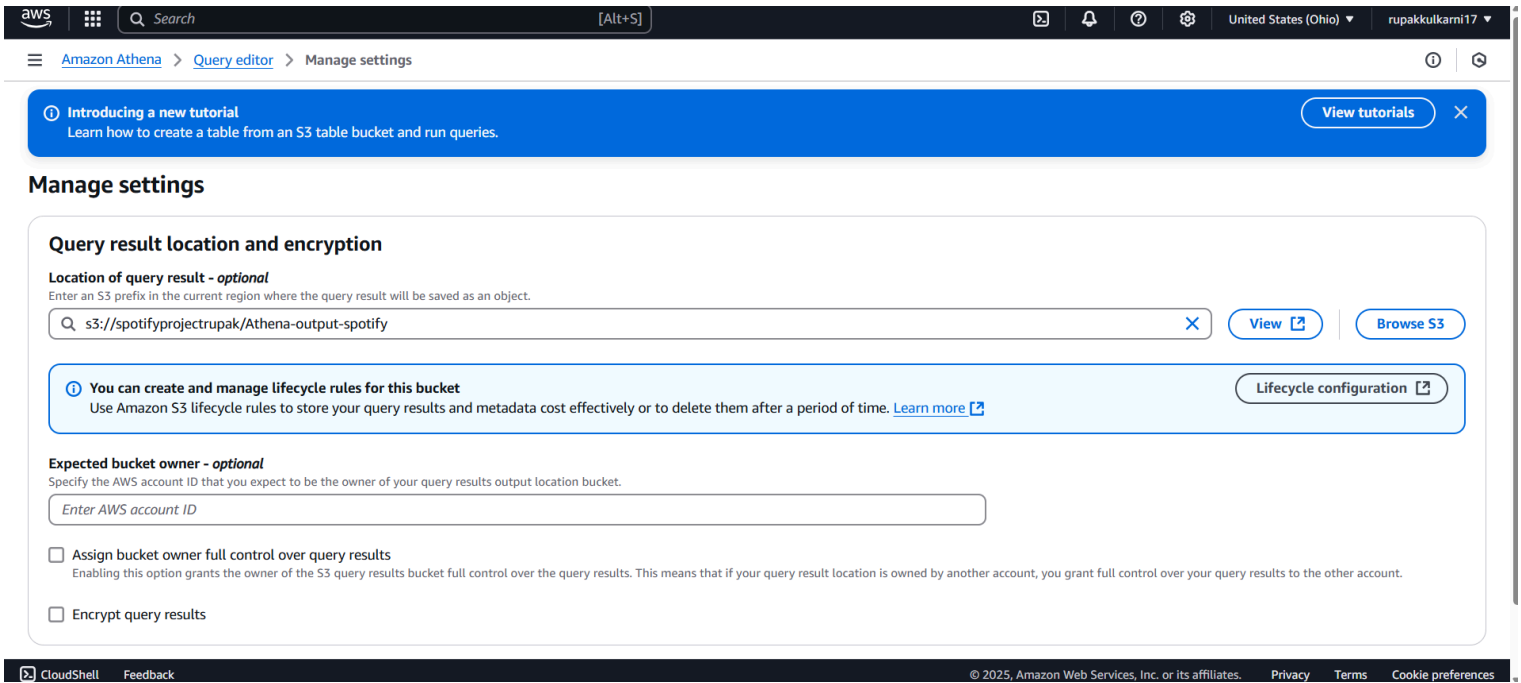 aws
Search [Alt+S] United States (Ohio) ▼ rupakkulkarni17 ▼
Amazon Athena > Query editor > Manage settings
Introducing a new tutorial
Learn how to create a table from an S3 table bucket and run queries.
View tutorials
Manage settings
Query result location and encryption
Location of query result - optional
Enter an S3 prefix in the current region where the query result will be saved as an object.
s3://spotifyprojectrupak/Athena-output-spotify
View
Browse S3
You can create and manage lifecycle rules for this bucket
Use Amazon S3 lifecycle rules to store your query results and metadata cost effectively or to delete them after a period of time. Learn more
Lifecycle configuration
Expected bucket owner - optional
Specify the AWS account ID that you expect to be the owner of your query results output location bucket.
Enter AWS account ID
Assign bucket owner full control over query results
Enabling this option grants the owner of the S3 query results bucket full control over the query results. This means that if your query result location is owned by another account, you grant full control over your query results to the other account.
Encrypt query results
CloudShell Feedback © 2025, Amazon Web Services, Inc. or its affiliates. Privacy Terms Cookie preferences